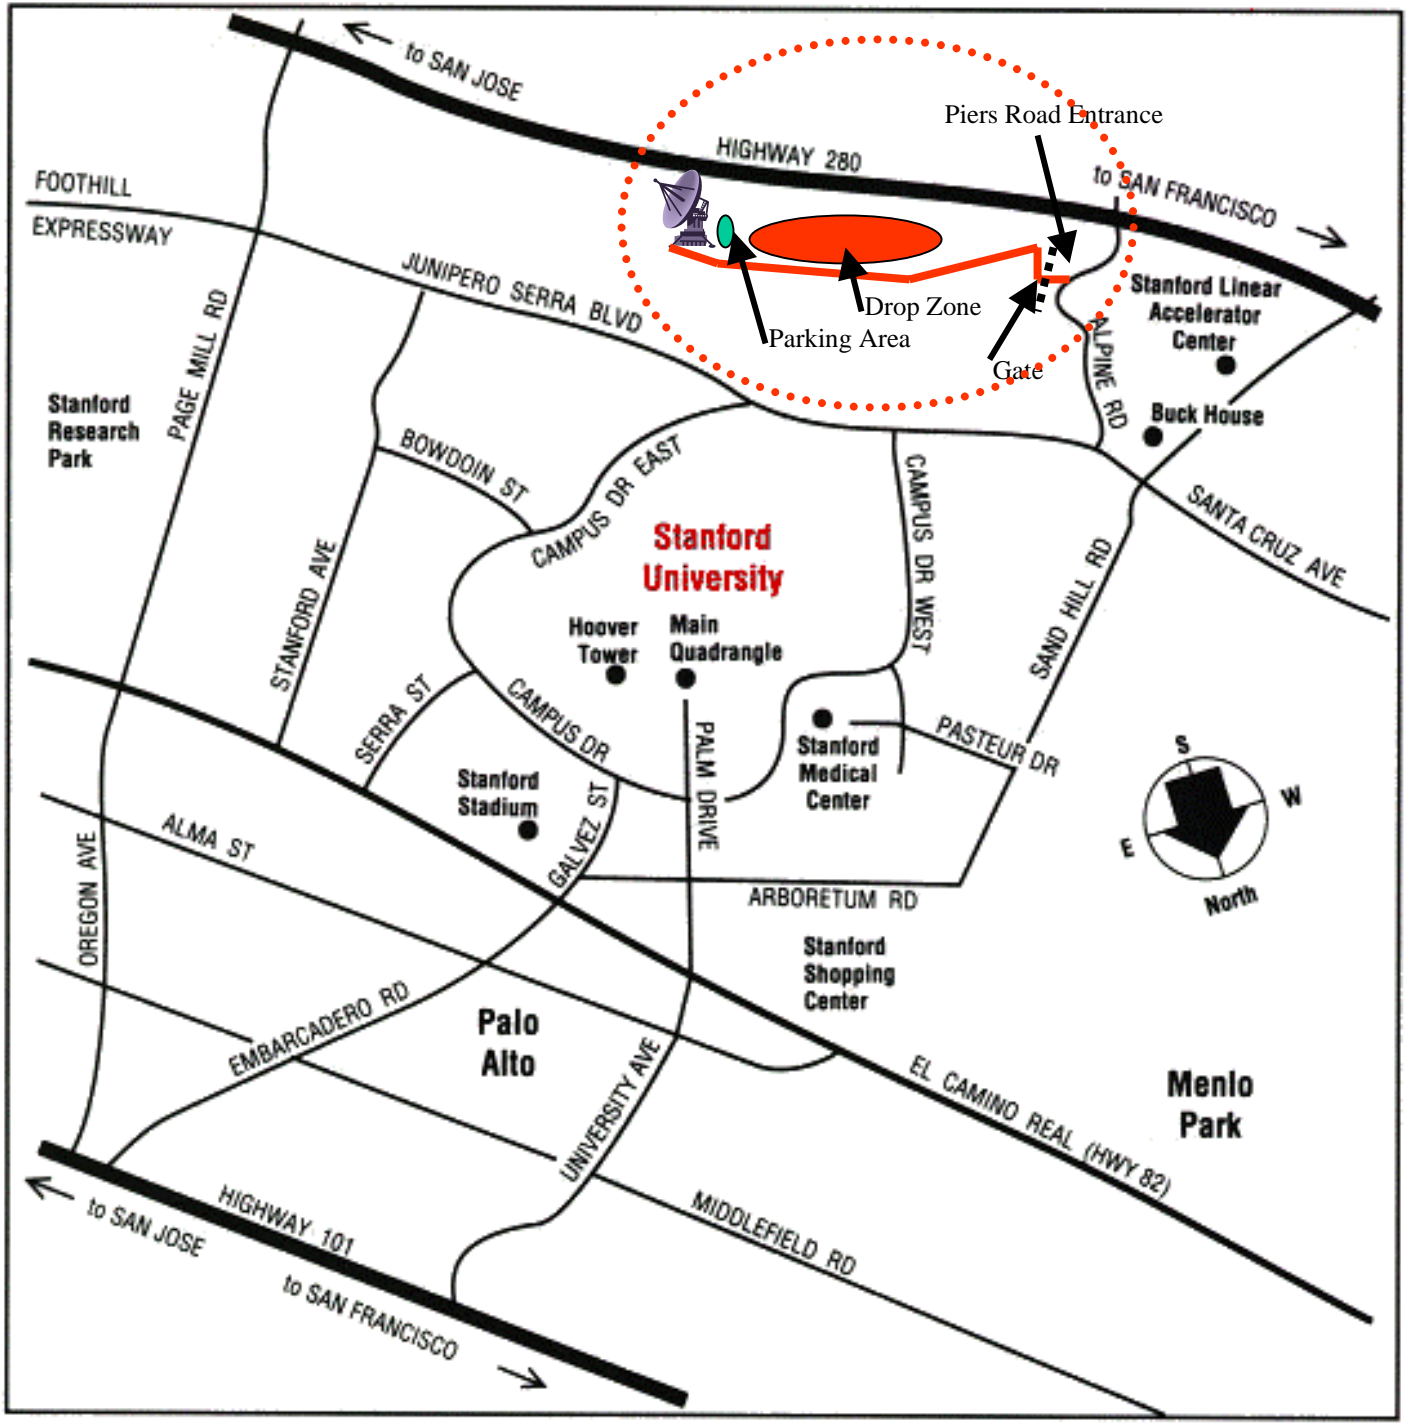 to SAN JOSE
Piers Road Entrance
HIGHWAY 280
to SAN FRANCISCO
FOOTHILL
EXPRESSWAY
JUNIPERO SERRA BLVD
Drop Zone
Parking Area
Gate
Stanford Linear
Accelerator
Center
ALPINE RD
Buck House
PAGE MILL RD
Stanford
Research
Park
BOWDOIN ST
CAMPUS DR EAST
CAMPUS DR WEST
SANTA CRUZ AVE
Stanford
University
STANFORD AVE
SAND HILL RD
Hoover
Tower
Main
Quadrangle
SERRA ST
CAMPUS DR
PALM DRIVE
Stanford
Medical
Center
PASTEUR DR
Stanford
Stadium
GALVEZ ST
S
W
E
North
ALMA ST
OREGON AVE
ARBORETUM RD
Stanford
Shopping
Center
EMBARCADERO RD
Palo
Alto
UNIVERSITY AVE
EL CAMINO REAL (HWY 82)
Menlo
Park
HIGHWAY 101
to SAN JOSE
to SAN FRANCISCO
MIDDLEFIELD RD